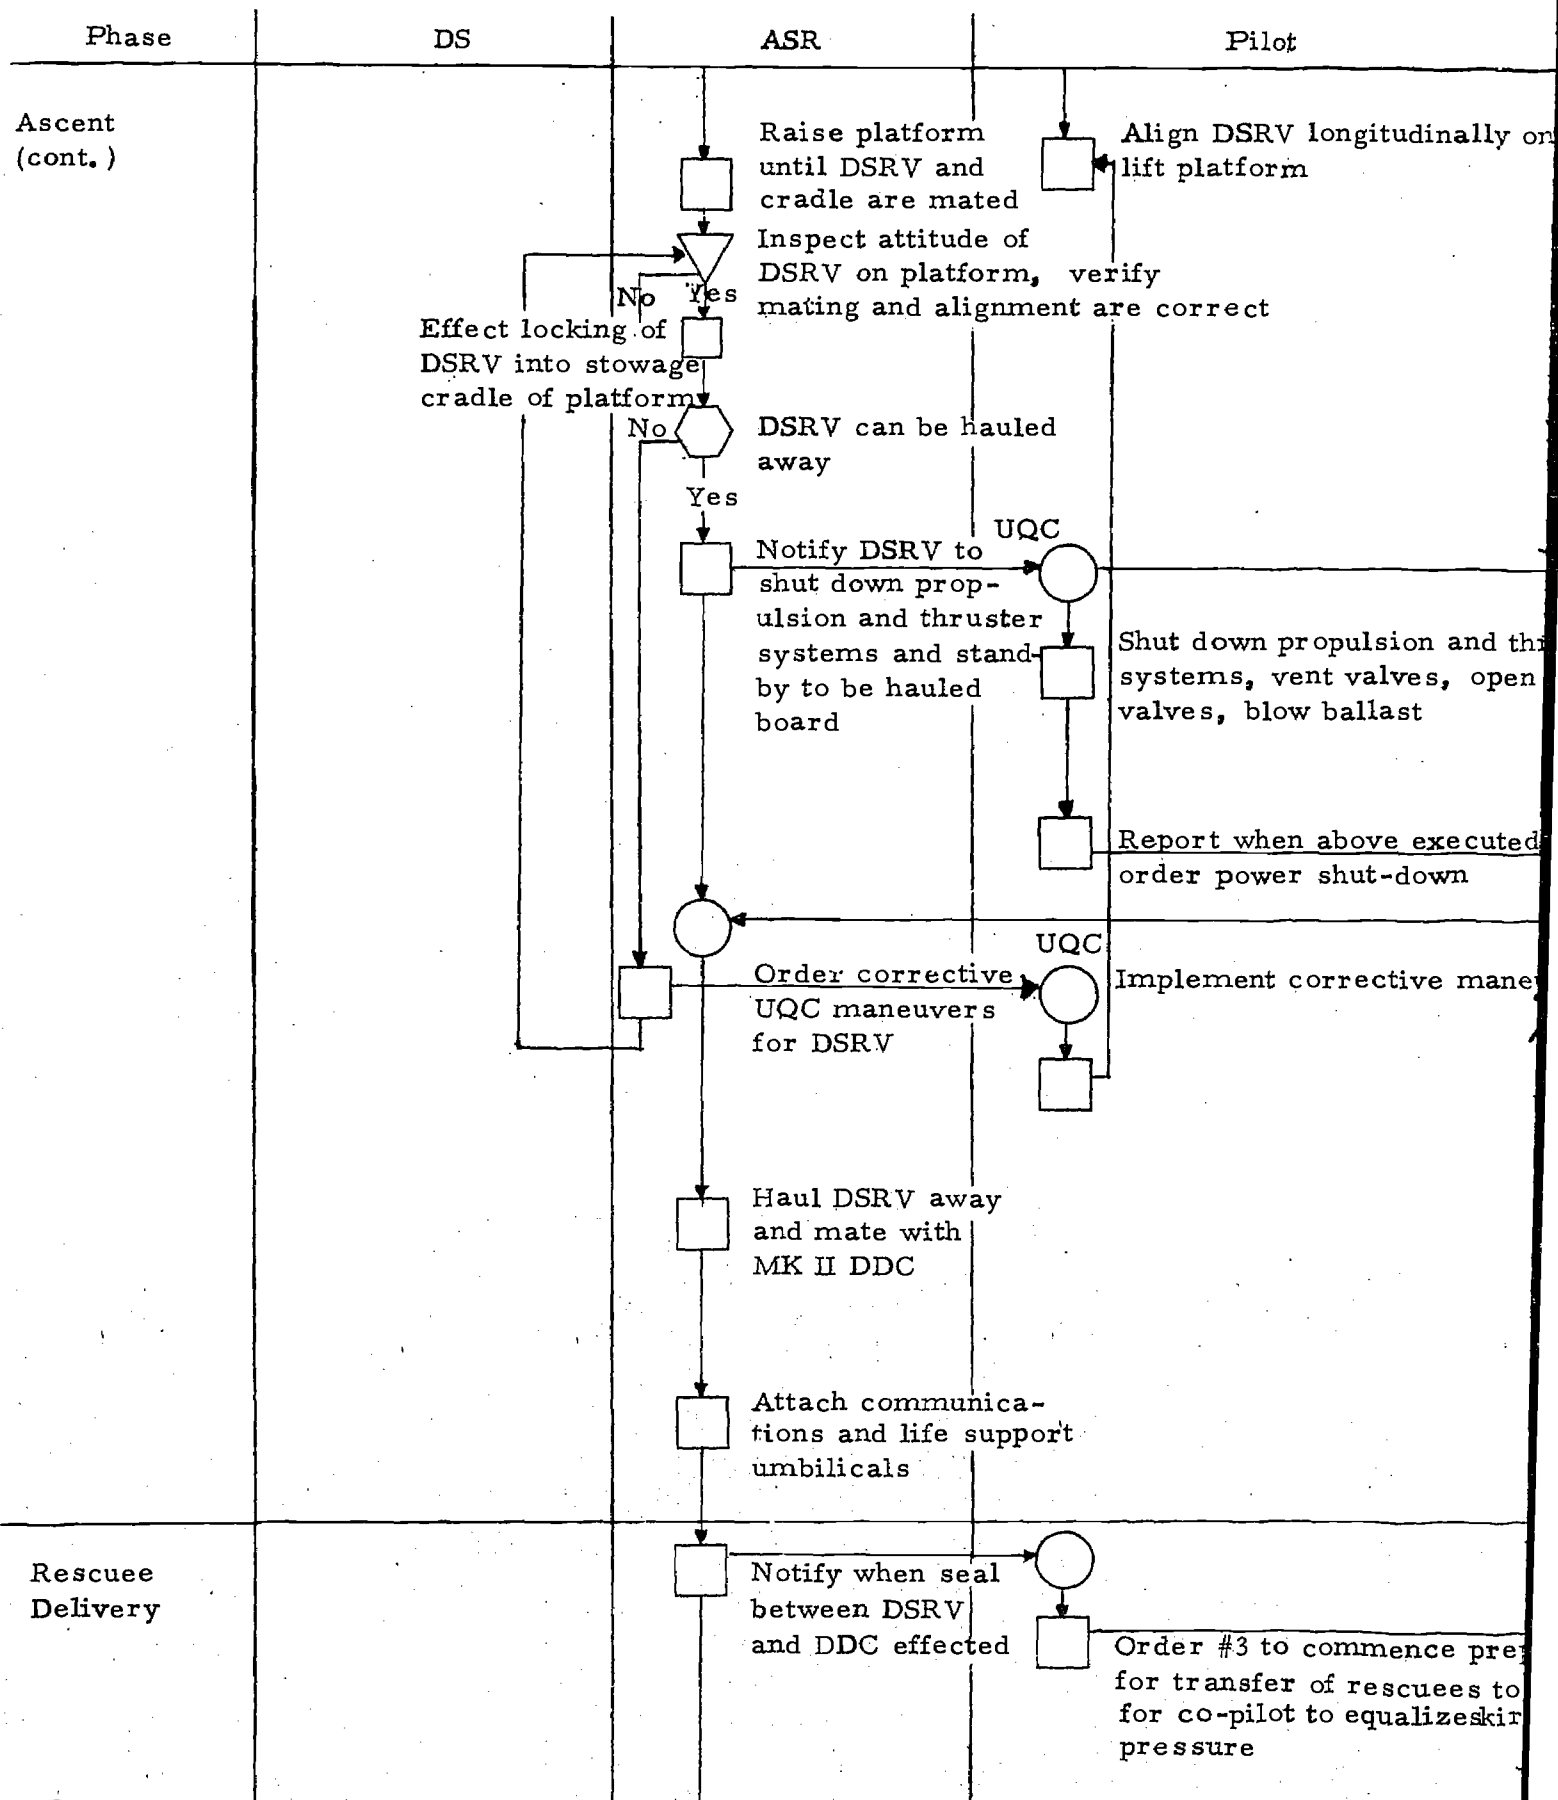 Phase DS ASR Pilot
Ascent
(cont.)
Raise platform
until DSRV and
cradle are mated
Align DSRV longitudinally on
lift platform
Inspect attitude of
DSRV on platform, verify
mating and alignment are correct
No Yes
Effect locking of
DSRV into stowage
cradle of platform
No
DSRV can be hauled
away
Yes
UQC
Notify DSRV to
shut down prop-
ulsion and thruster
systems and stand-
by to be hauled
board
Shut down propulsion and
systems, vent valves, open
valves, blow ballast
Report when above executed
order power shut-down
UQC
Order corrective
UQC maneuvers
for DSRV
Implement corrective
Haul DSRV away
and mate with
MK II DDC
Attach communica-
tions and life support
umbilicals
Rescuee
Delivery
Notify when seal
between DSRV
and DDC effected
Order #3 to commence
for transfer of rescuees to
for co-pilot to equalize
pressure